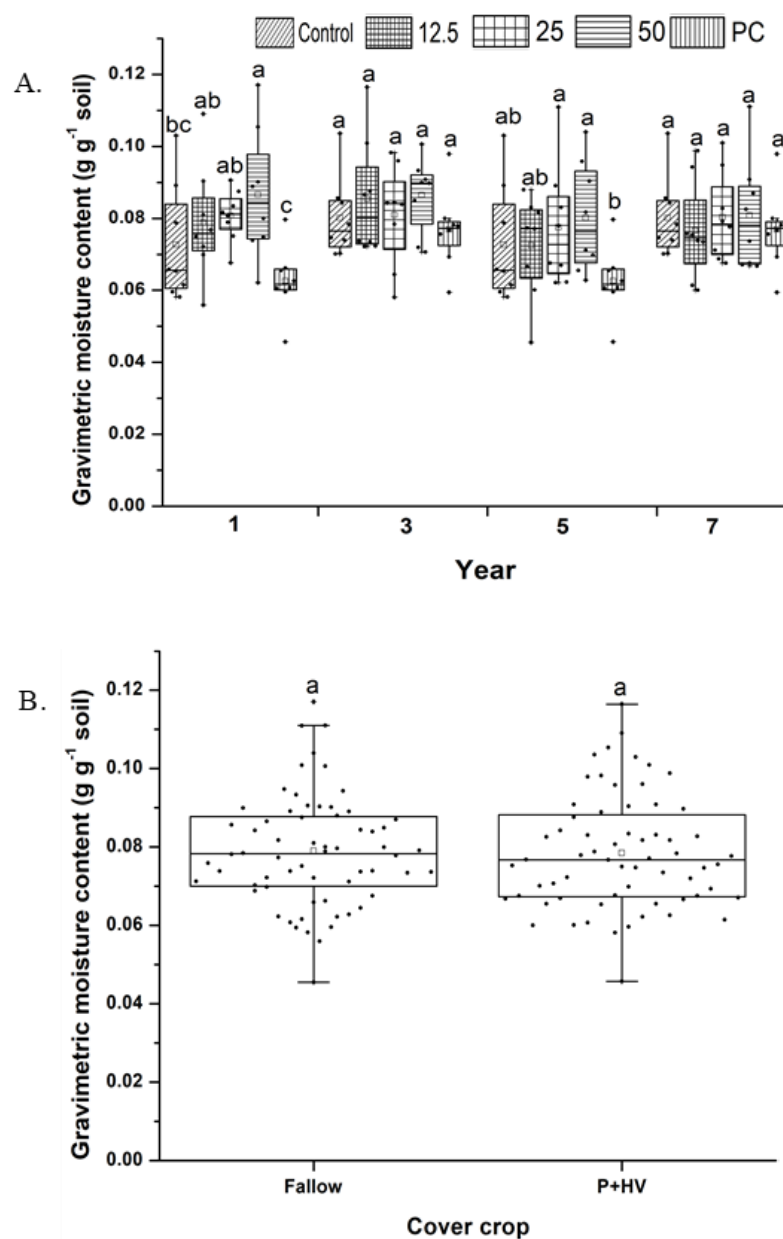 Control 12.5 25 50 PC
A.
Gravimetric moisture content (g g⁻¹ soil)
0.12
0.10
0.08
0.06
0.04
0.02
0.00
bc ab ab a c
a a a a a
ab ab a a b
a a a a a
1 3 5 7
Year
B.
Gravimetric moisture content (g g⁻¹ soil)
0.12
0.10
0.08
0.06
0.04
0.02
0.00
a a
Fallow P+HV
Cover crop